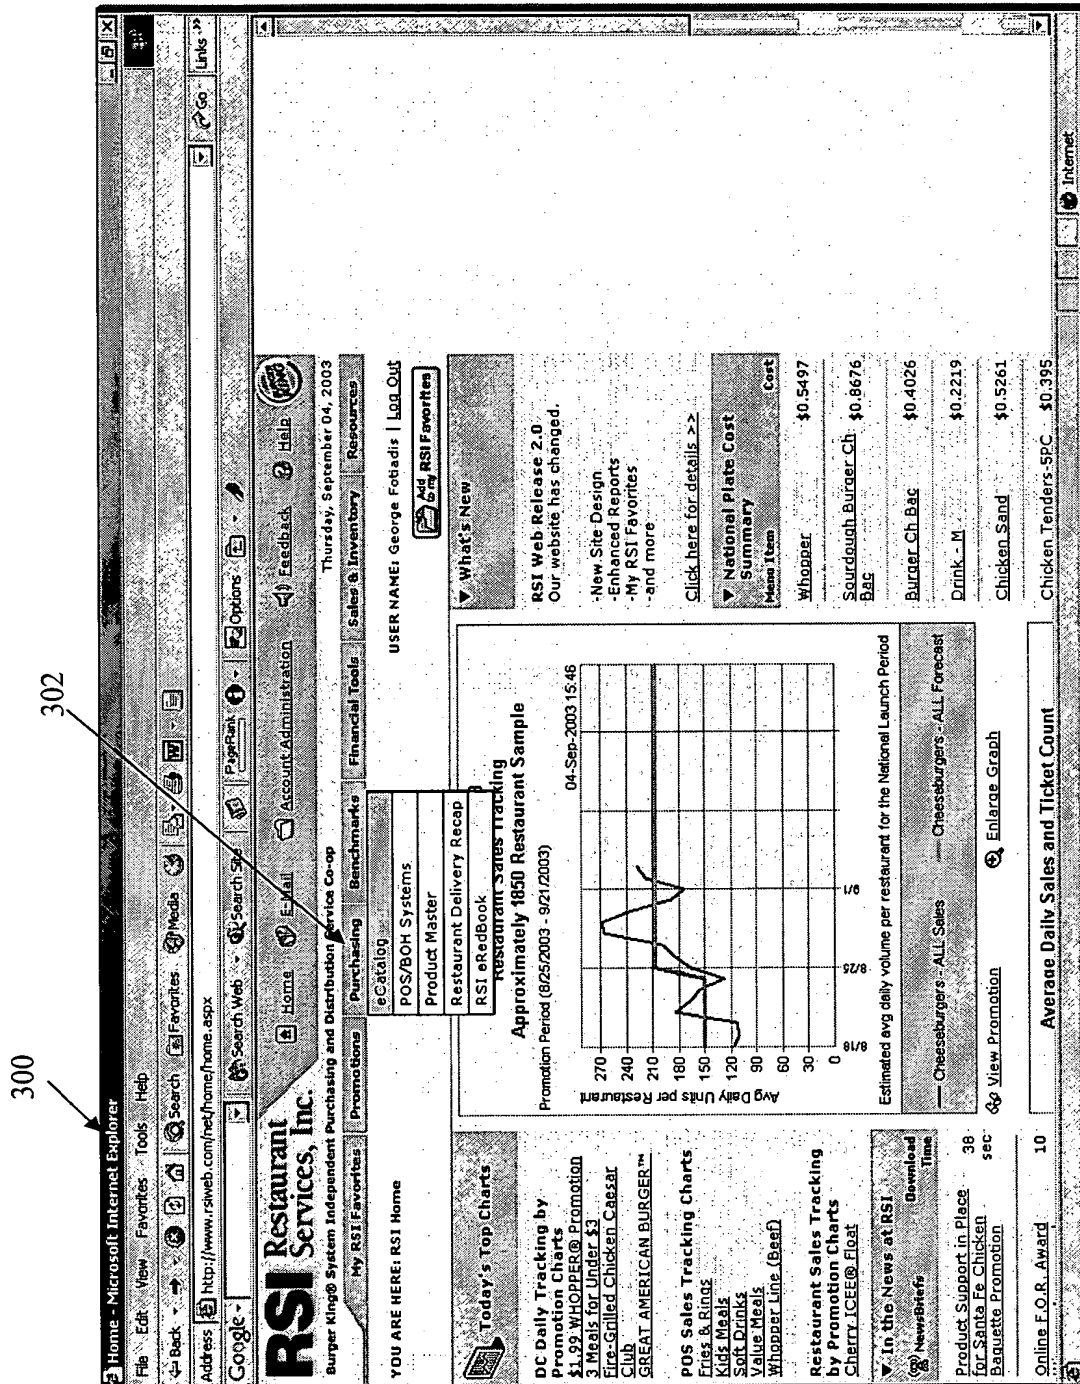 300
302
Home - Microsoft Internet Explorer
File Edit View Favorites Tools Help
Back Search Favorites Media
Address http://www.rsiweb.com/net/home/home.aspx Go Links »
Google Search Web Search Site PageRank Options
RSI Restaurant Services, Inc.
Home E-Mail Account Administration Feedback Help
Burger King® System Independent Purchasing and Distribution Service Co-op
Thursday, September 04, 2003
My RSI Favorites Promotions Purchasing Benchmarks Financial Tools Sales & Inventory Resources
eCatalog
POS/BOH Systems
Product Master
Restaurant Delivery Recap
RSI eRedBook
YOU ARE HERE: RSI Home
USER NAME: George Fotiadis | Log Out
Add to my RSI Favorites
Today's Top Charts
DC Daily Tracking by
Promotion Charts
$1.99 WHOPPER® Promotion
3 Meals for Under $3
Fire-Grilled Chicken Caesar
Club
GREAT AMERICAN BURGER™
POS Sales Tracking Charts
Fries & Rings
Kids Meals
Soft Drinks
Value Meals
Whopper Line (Beef)
Restaurant Sales Tracking
by Promotion Charts
Cherry ICEE® Float
In the News at RSI
NewsBriefs Download Time
Product Support in Place 38
for Santa Fe Chicken sec
Baguette Promotion
Online F.O.R. Award 10
Restaurant Sales Tracking
Approximately 1850 Restaurant Sample
Promotion Period (8/25/2003 - 9/21/2003)
04-Sep-2003 15:46
Avg Daily Units per Restaurant
270
240
210
180
150
120
90
60
30
0
8/18 8/25 9/1
Estimated avg daily volume per restaurant for the National Launch Period
Cheeseburgers - ALL Sales Cheeseburgers - ALL Forecast
View Promotion Enlarge Graph
Average Daily Sales and Ticket Count
What's New
RSI Web Release 2.0
Our website has changed.
-New Site Design
-Enhanced Reports
-My RSI Favorites
-and more
Click here for details >>
National Plate Cost
Summary
Menu Item Cost
Whopper $0.5497
Sourdough Burger Ch $0.8676
Bac
Burger Ch Bac $0.4026
Drink - M $0.2219
Chicken Sand $0.5261
Chicken Tenders-5PC $0.395
Internet